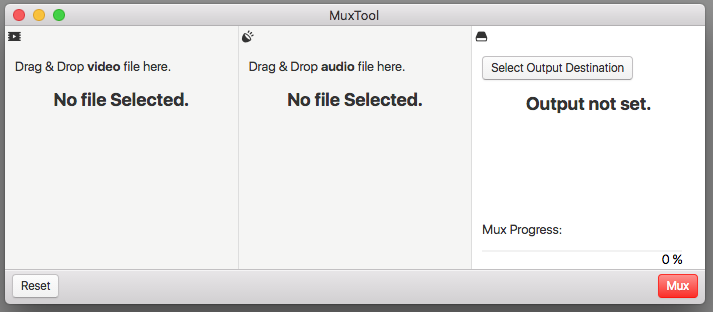 MuxTool
Drag & Drop video file here.
No file Selected.
Drag & Drop audio file here.
No file Selected.
Select Output Destination
Output not set.
Mux Progress:
0 %
Reset
Mux